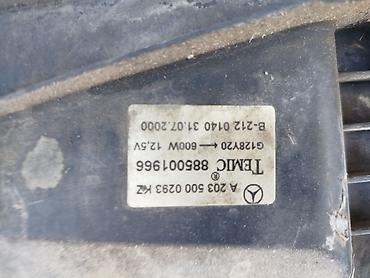 A 203 500 0293 KZ
TEMIC® 885001966
G128Y20 ← 600W 12,5V
B-212 0140 31.07.2000